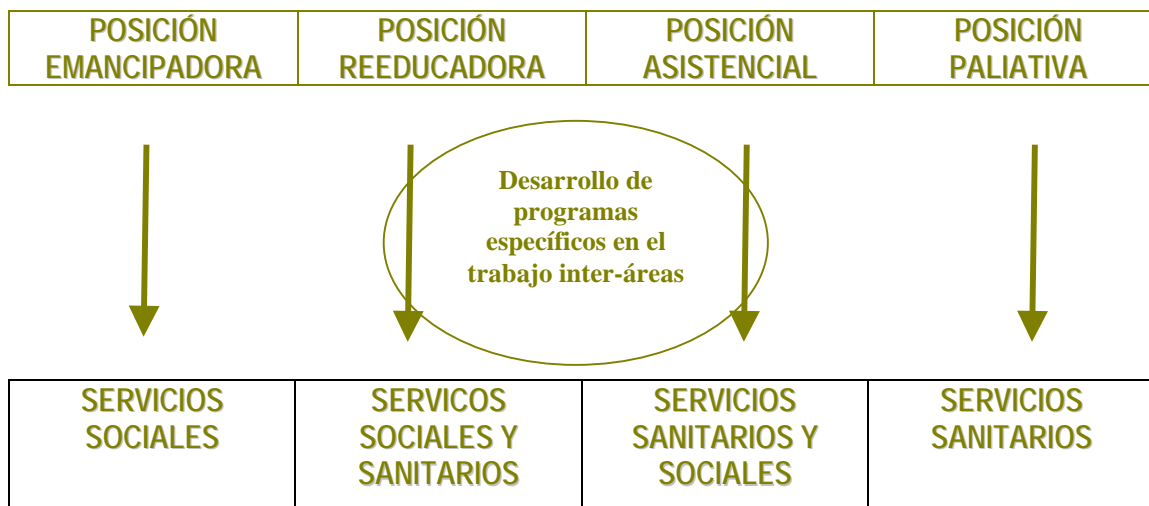 POSICIÓN
EMANCIPADORA
POSICIÓN
REEDUCADORA
POSICIÓN
ASISTENCIAL
POSICIÓN
PALIATIVA
Desarrollo de
programas
específicos en el
trabajo inter-áreas
SERVICIOS
SOCIALES
SERVICOS
SOCIALES Y
SANITARIOS
SERVICIOS
SANITARIOS Y
SOCIALES
SERVICIOS
SANITARIOS